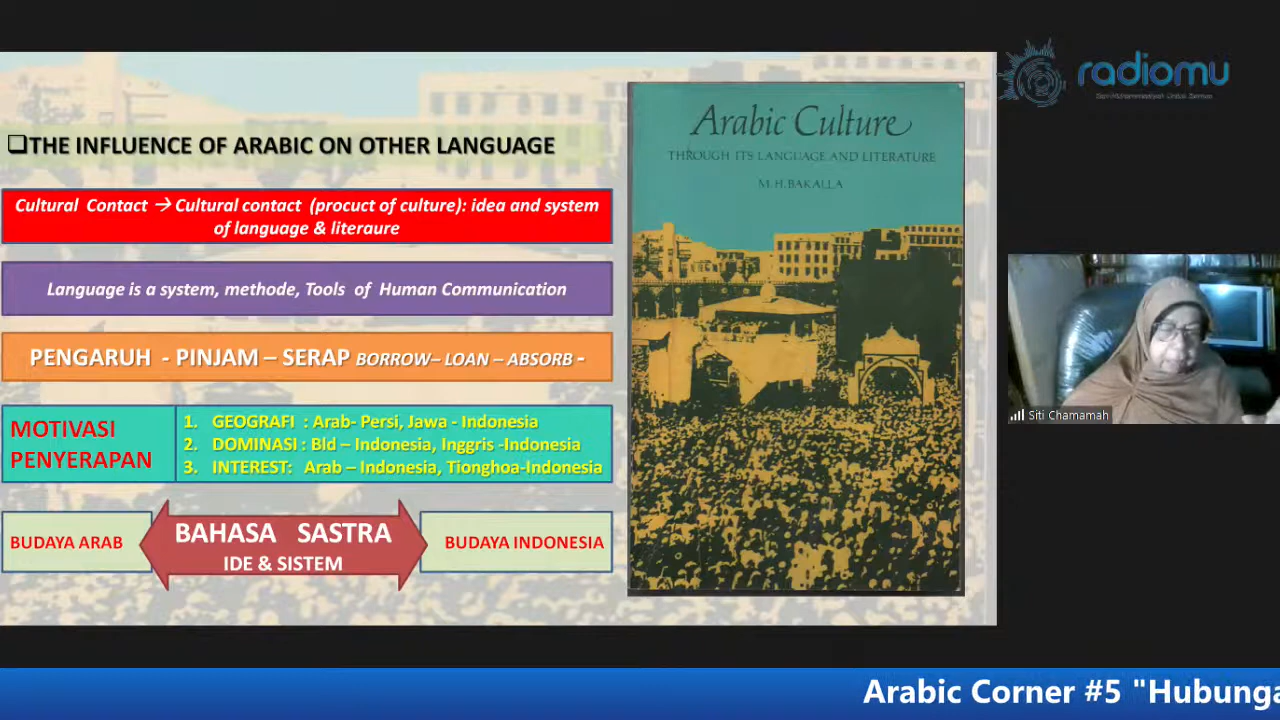 ❑THE INFLUENCE OF ARABIC ON OTHER LANGUAGE
Cultural Contact → Cultural contact (procuct of culture): idea and system
of language & literaure
Language is a system, methode, Tools of Human Communication
PENGARUH - PINJAM – SERAP BORROW– LOAN – ABSORB -
MOTIVASI
PENYERAPAN
1. GEOGRAFI : Arab- Persi, Jawa - Indonesia
2. DOMINASI : Bld – Indonesia, Inggris -Indonesia
3. INTEREST: Arab – Indonesia, Tionghoa-Indonesia
BUDAYA ARAB
BAHASA SASTRA
IDE & SISTEM
BUDAYA INDONESIA
Arabic Culture
THROUGH ITS LANGUAGE AND LITERATURE
M.H. BAKALLA
radiomu
Dari Muhammadiyah Untuk Semua
Siti Chamamah
Arabic Corner #5 "Hubunga